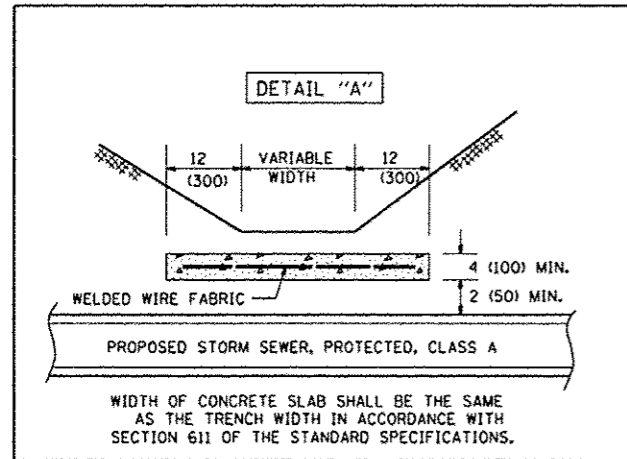 DETAIL "A"
12 VARIABLE 12
(300) WIDTH (300)
4 (100) MIN.
WELDED WIRE FABRIC
2 (50) MIN.
PROPOSED STORM SEWER, PROTECTED, CLASS A
WIDTH OF CONCRETE SLAB SHALL BE THE SAME
AS THE TRENCH WIDTH IN ACCORDANCE WITH
SECTION 611 OF THE STANDARD SPECIFICATIONS.